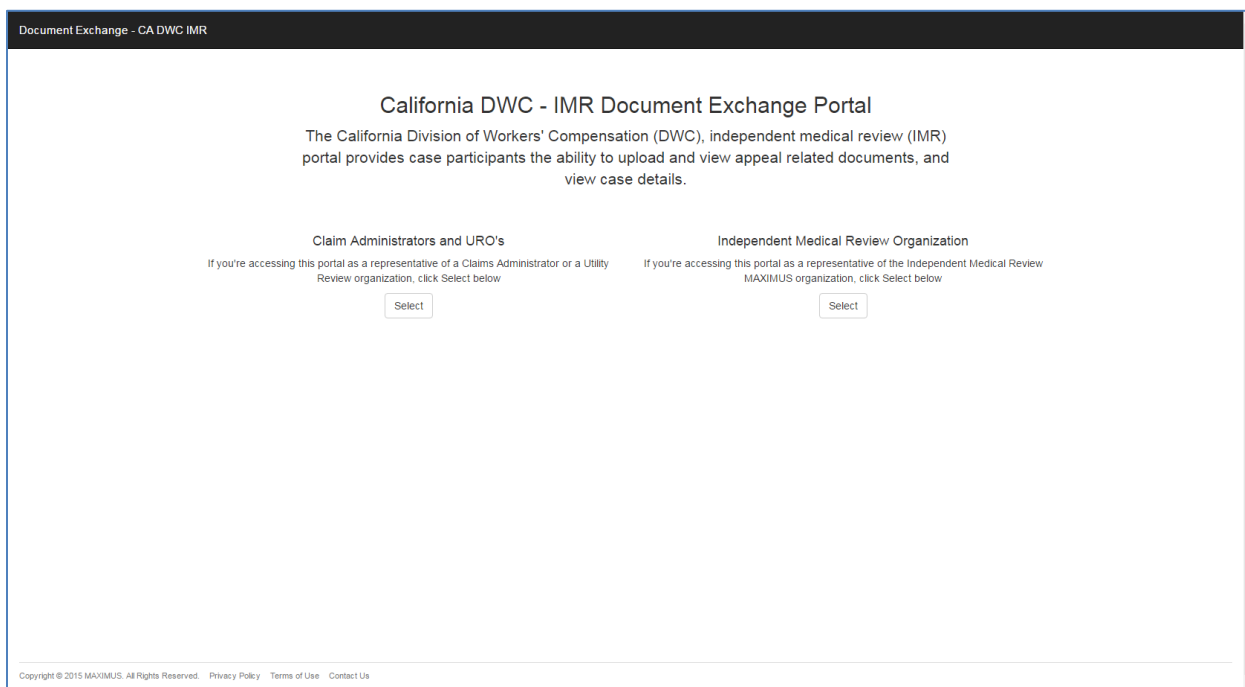 Document Exchange - CA DWC IMR
California DWC - IMR Document Exchange Portal
The California Division of Workers' Compensation (DWC), independent medical review (IMR)
portal provides case participants the ability to upload and view appeal related documents, and
view case details.
Claim Administrators and URO's
If you're accessing this portal as a representative of a Claims Administrator or a Utility
Review organization, click Select below
Select
Independent Medical Review Organization
If you're accessing this portal as a representative of the Independent Medical Review
MAXIMUS organization, click Select below
Select
Copyright © 2015 MAXIMUS. All Rights Reserved. Privacy Policy Terms of Use Contact Us